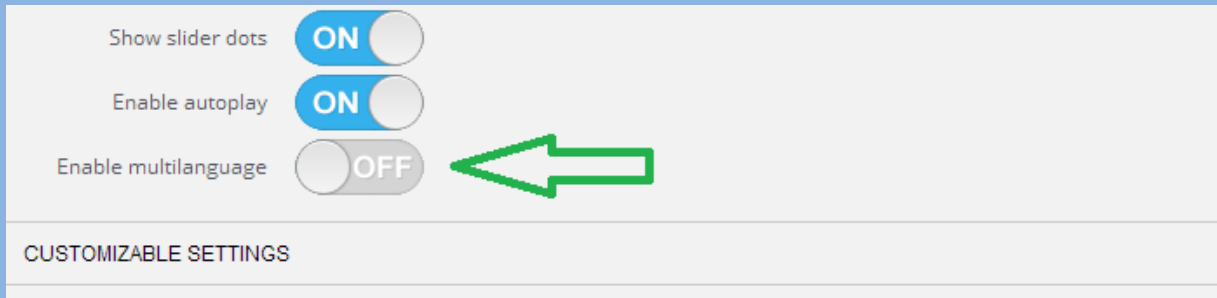 Show slider dots ON
Enable autoplay ON
Enable multilanguage OFF
CUSTOMIZABLE SETTINGS